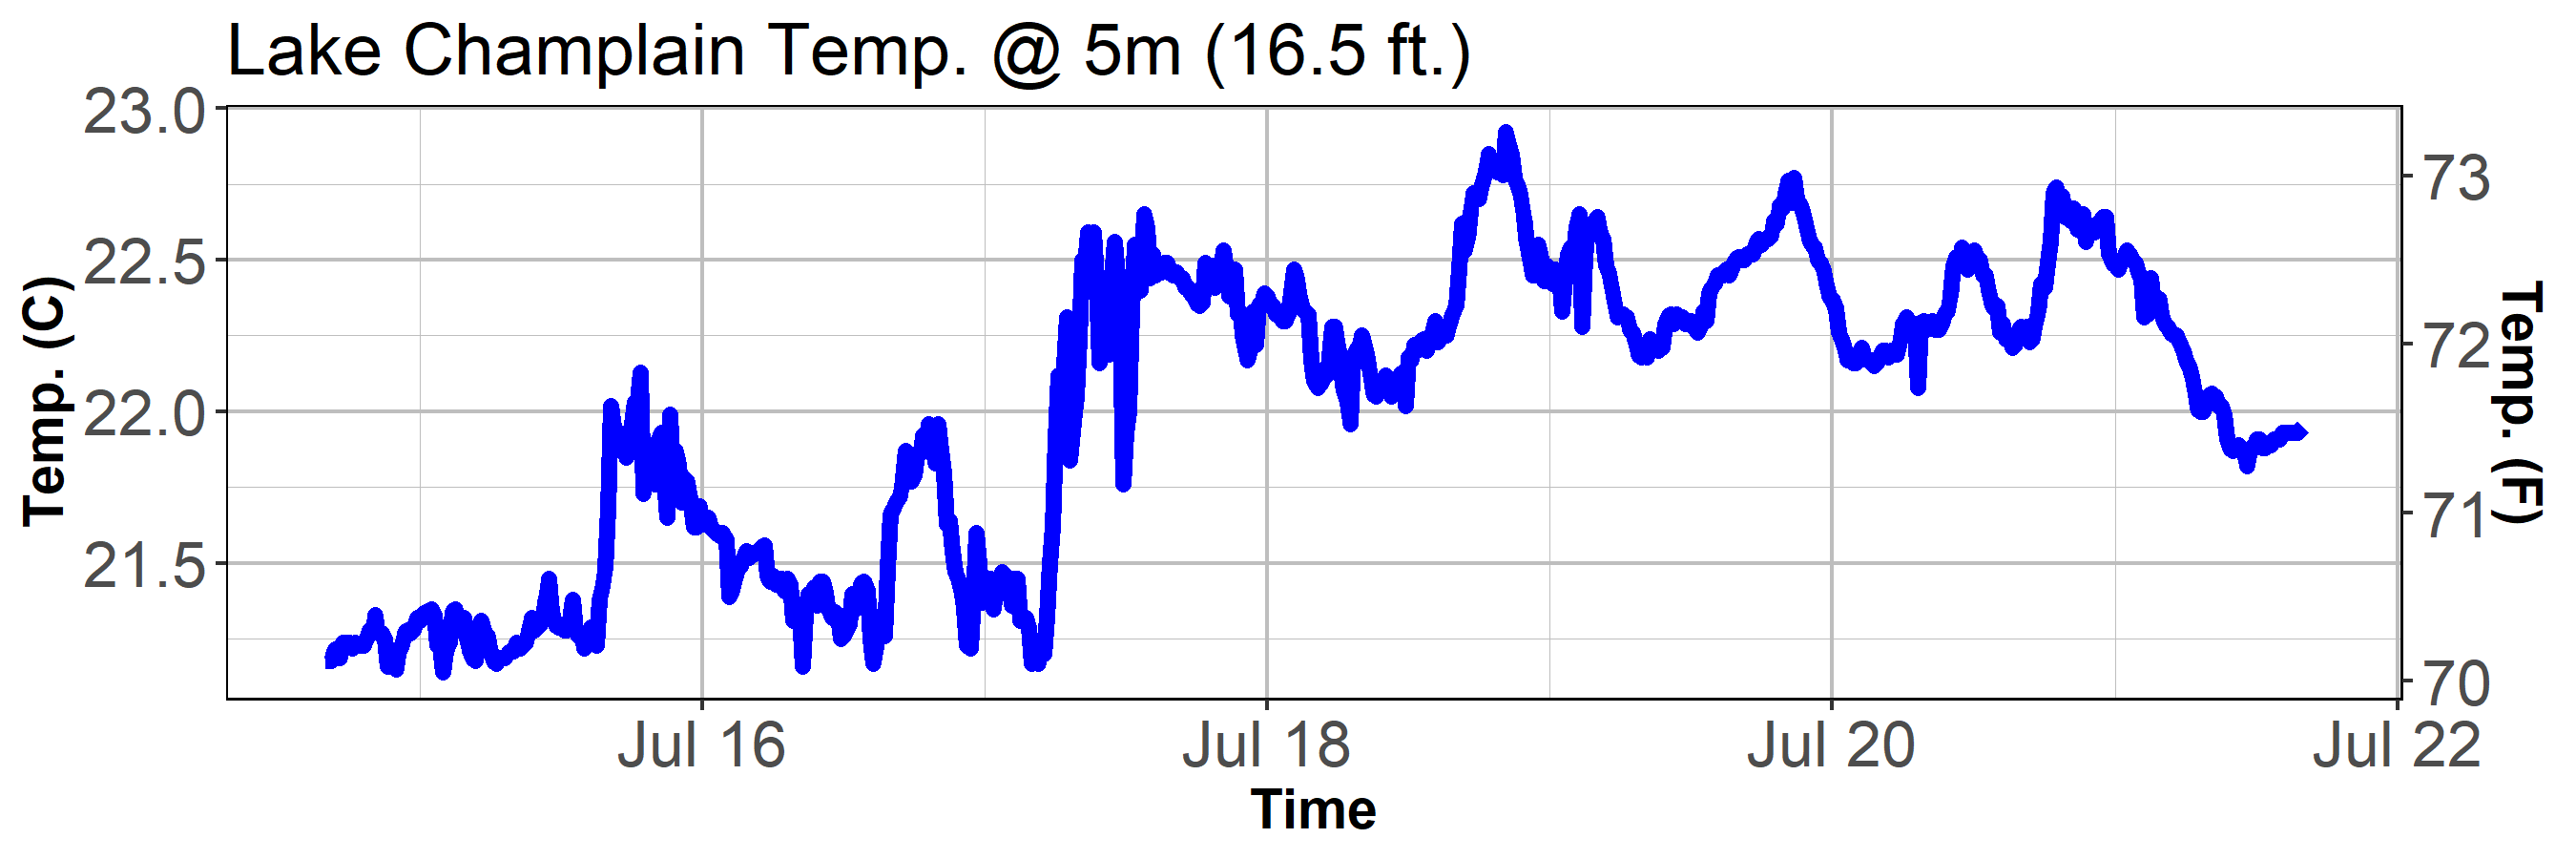 Lake Champlain Temp. @ 5m (16.5 ft.)
23.0
22.5
22.0
21.5
Temp. (C)
73
72
71
70
Temp. (F)
Jul 16
Jul 18
Jul 20
Jul 22
Time